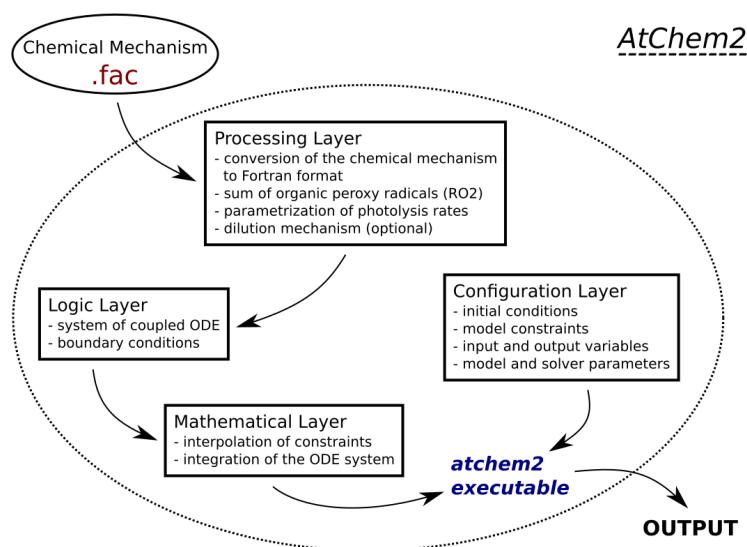 AtChem2
Chemical Mechanism
.fac
Processing Layer
- conversion of the chemical mechanism
to Fortran format
- sum of organic peroxy radicals (RO2)
- parametrization of photolysis rates
- dilution mechanism (optional)
Logic Layer
- system of coupled ODE
- boundary conditions
Configuration Layer
- initial conditions
- model constraints
- input and output variables
- model and solver parameters
Mathematical Layer
- interpolation of constraints
- integration of the ODE system
atchem2
executable
OUTPUT